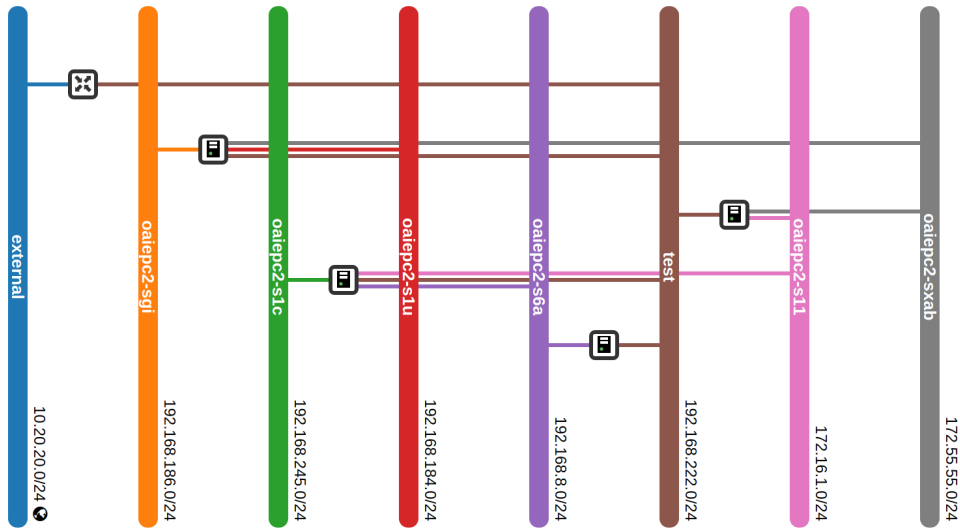 external
10.20.20.0/24
oaiepc2-sgi
192.168.186.0/24
oaiepc2-s1c
192.168.245.0/24
oaiepc2-s1u
192.168.184.0/24
oaiepc2-s6a
192.168.8.0/24
test
192.168.222.0/24
oaiepc2-s11
172.16.1.0/24
oaiepc2-sxab
172.55.55.0/24